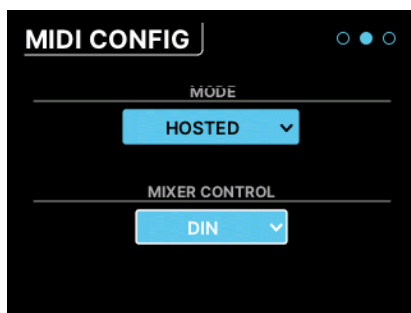 MIDI CONFIG
MODE
HOSTED
MIXER CONTROL
DIN